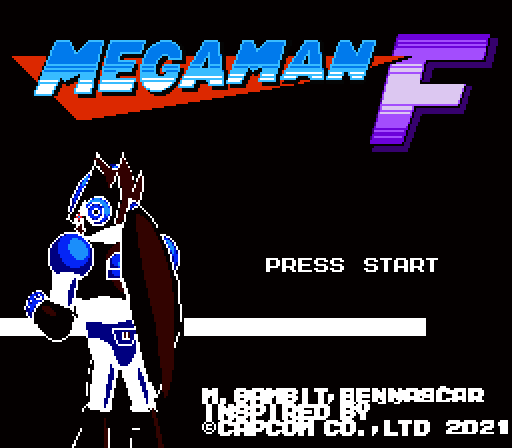 MEGAMAN F
PRESS START
M.GAMBIT,BENNASCAR
INSPIRED BY
©CAPCOM CO.,LTD 2021